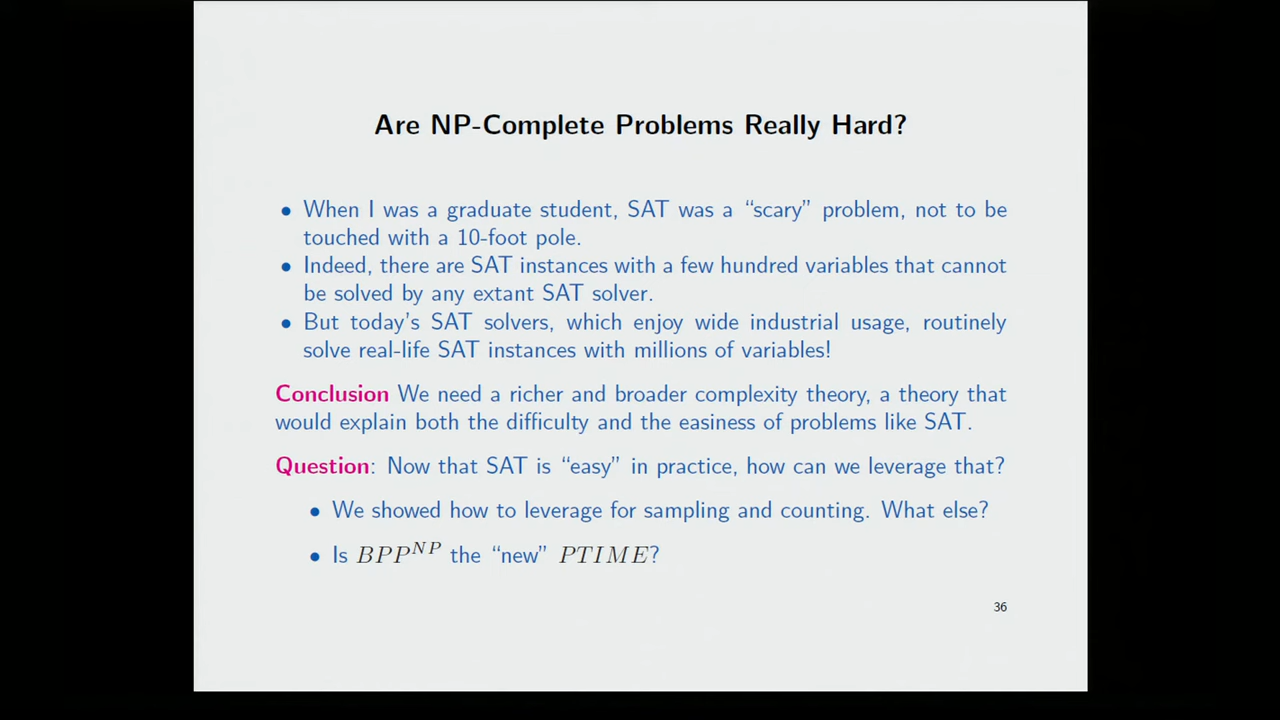 Are NP-Complete Problems Really Hard?
• When I was a graduate student, SAT was a “scary” problem, not to be
touched with a 10-foot pole.
• Indeed, there are SAT instances with a few hundred variables that cannot
be solved by any extant SAT solver.
• But today’s SAT solvers, which enjoy wide industrial usage, routinely
solve real-life SAT instances with millions of variables!
Conclusion We need a richer and broader complexity theory, a theory that
would explain both the difficulty and the easiness of problems like SAT.
Question: Now that SAT is “easy” in practice, how can we leverage that?
• We showed how to leverage for sampling and counting. What else?
• Is BPP^NP the “new” PTIME?
36